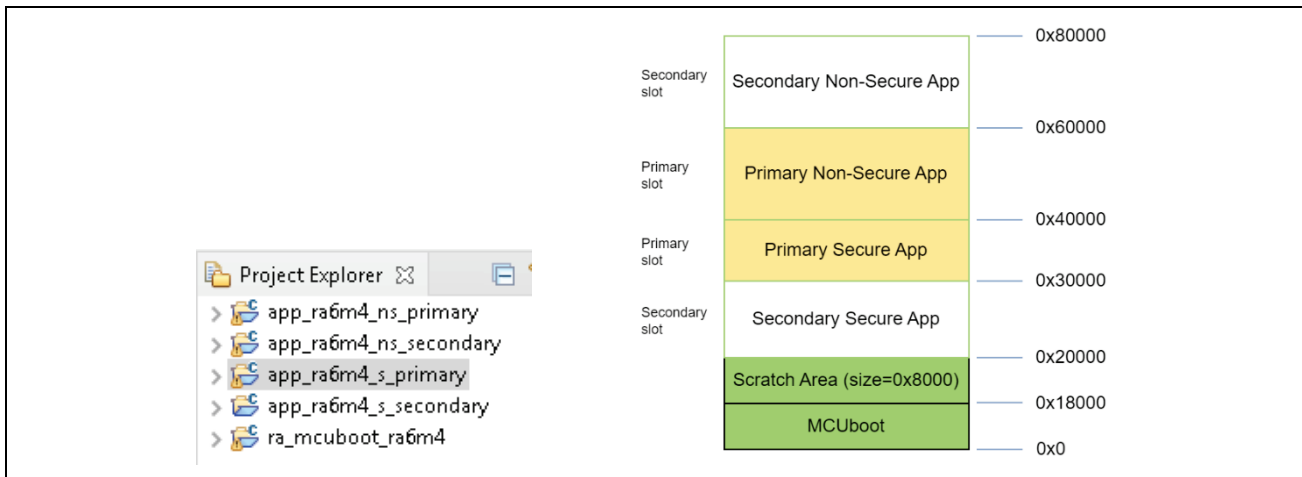 Project Explorer
app_ra6m4_ns_primary
app_ra6m4_ns_secondary
app_ra6m4_s_primary
app_ra6m4_s_secondary
ra_mcuboot_ra6m4
0x80000
Secondary
slot
Secondary Non-Secure App
0x60000
Primary
slot
Primary Non-Secure App
0x40000
Primary
slot
Primary Secure App
0x30000
Secondary
slot
Secondary Secure App
0x20000
Scratch Area (size=0x8000)
0x18000
MCUboot
0x0